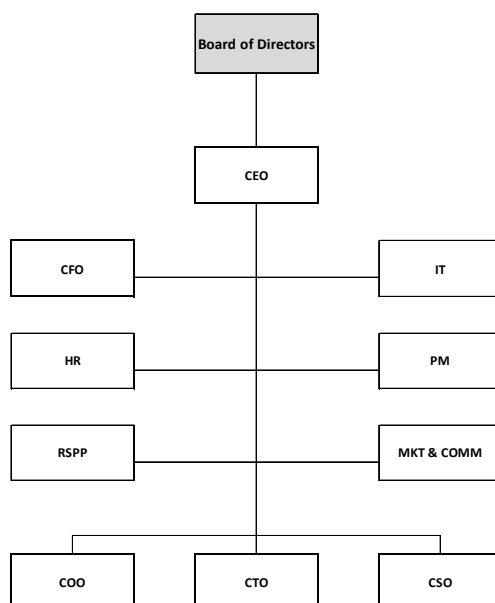 Board of Directors
CEO
CFO
IT
HR
PM
RSPP
MKT & COMM
COO
CTO
CSO